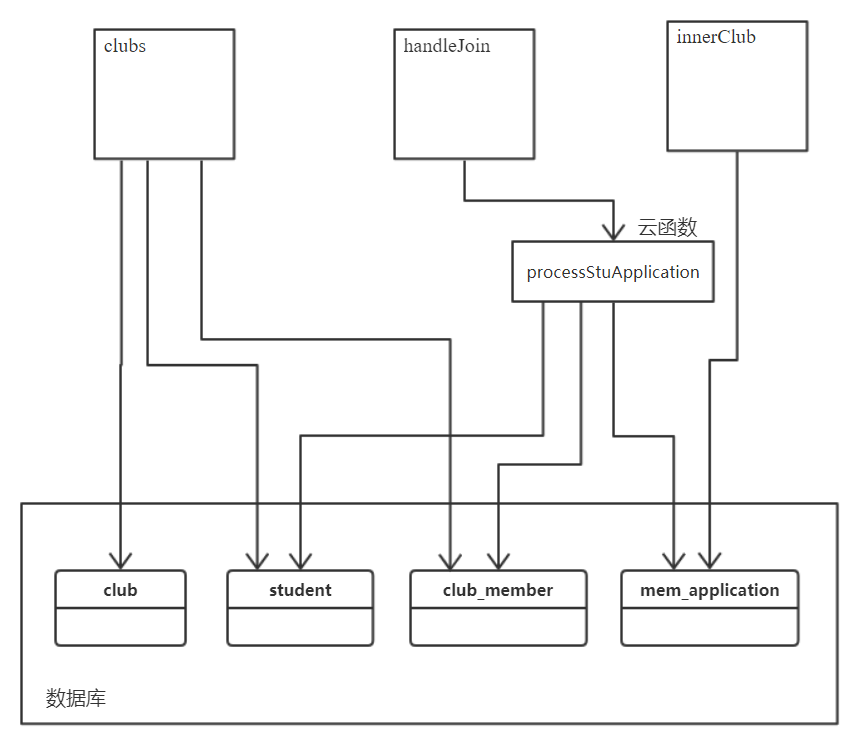 clubs
handleJoin
innerClub
云函数
processStuApplication
club
student
club_member
mem_application
数据库